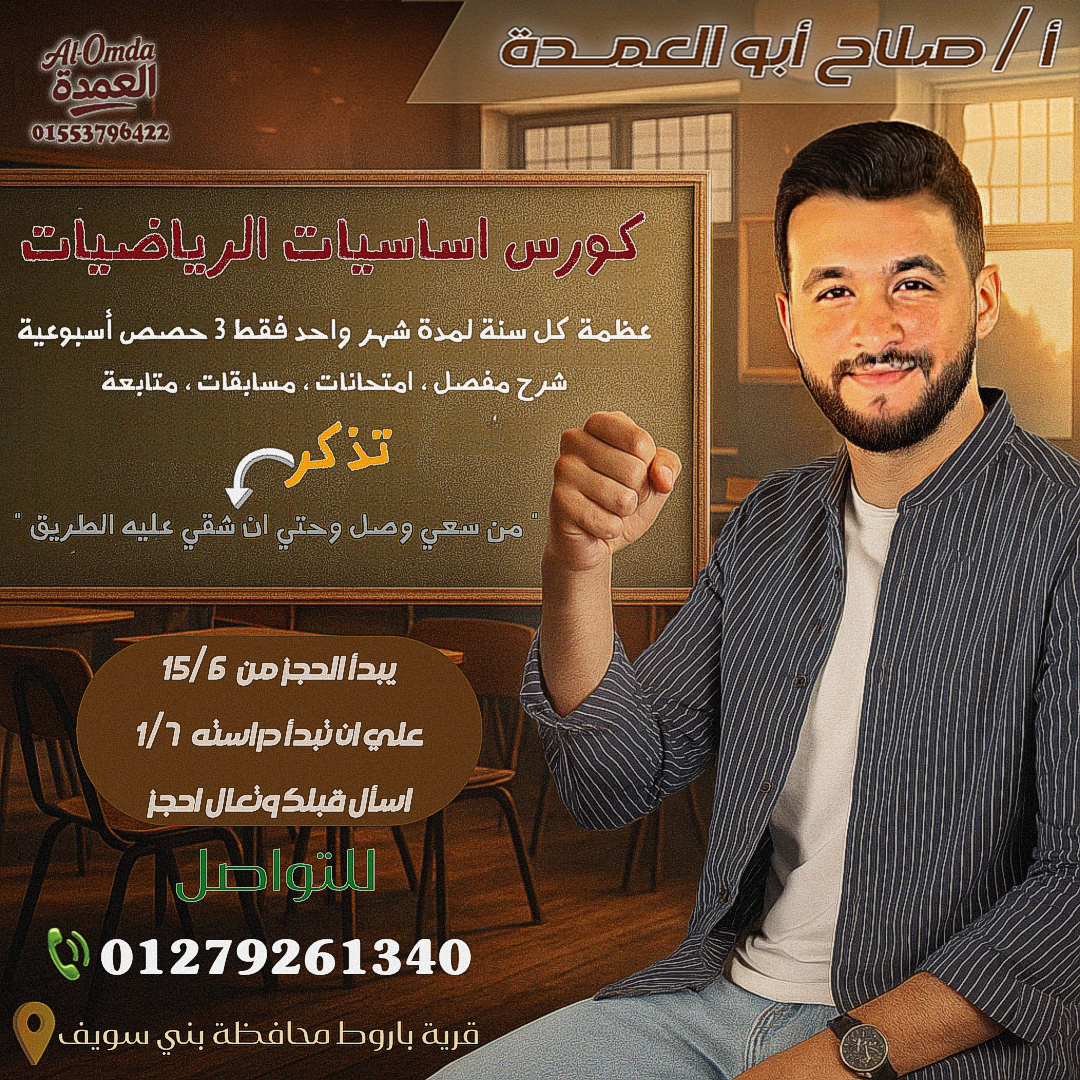 أ / صلاح أبو العمدة
Al-Omda
العمدة
01553796422
كورس اساسيات الرياضيات
عظمة كل سنة لمدة شهر واحد فقط 3 حصص أسبوعية
شرح مفصل ، امتحانات ، مسابقات ، متابعة
تذكر
" من سعي وصل وحتي ان شقي عليه الطريق "
يبدأ الحجز من 15/6
علي ان تبدأ دراسته 1/7
اسأل قبلك وتعال احجز
للتواصل
01279261340
قرية باروط محافظة بني سويف